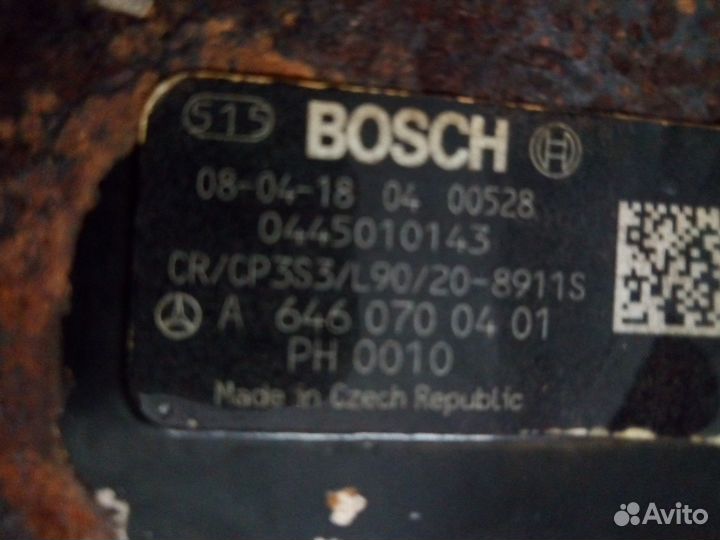 515 BOSCH
08-04-18 04 00528
0445010143
CR/CP3S3/L90/20-8911S
A 646 070 04 01
PH 0010
Made in Czech Republic
Avito